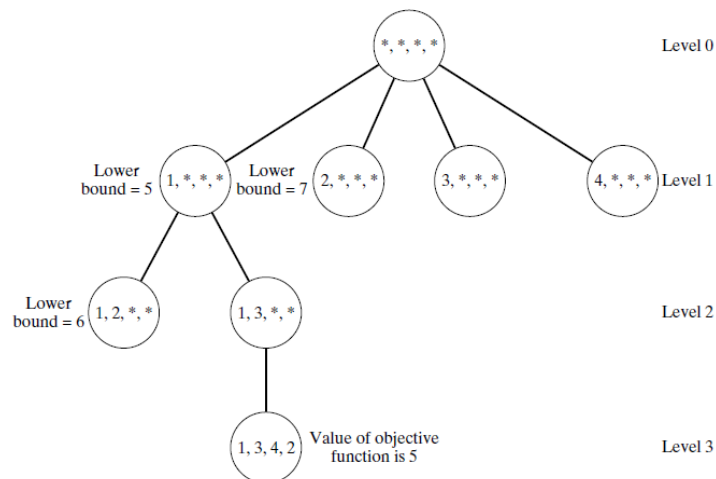 *, *, *, *
Level 0
Lower
bound = 5
1, *, *, *
Lower
bound = 7
2, *, *, *
3, *, *, *
4, *, *, *
Level 1
Lower
bound = 6
1, 2, *, *
1, 3, *, *
Level 2
1, 3, 4, 2
Value of objective
function is 5
Level 3